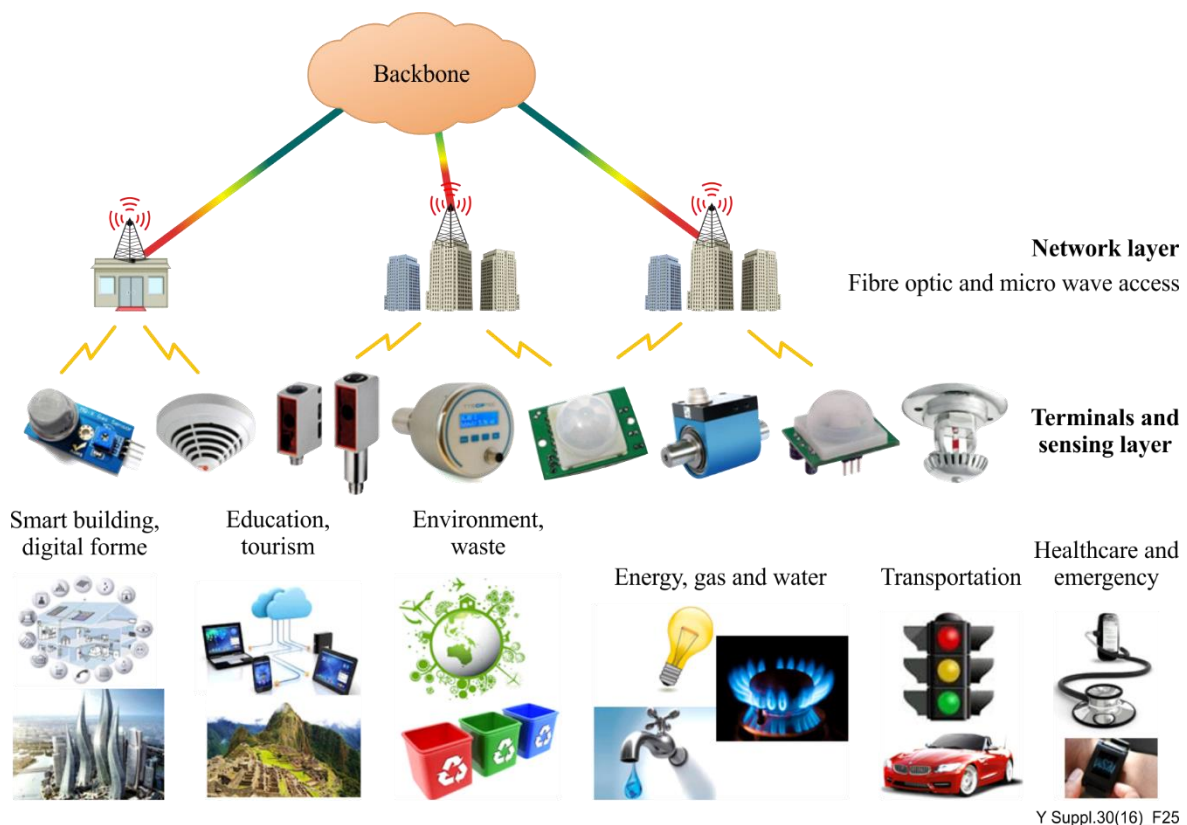 Backbone
Network layer
Fibre optic and micro wave access
Terminals and
sensing layer
Smart building,
digital forme
Education,
tourism
Environment,
waste
Energy, gas and water
Transportation
Healthcare and
emergency
Y Suppl.30(16)_F25